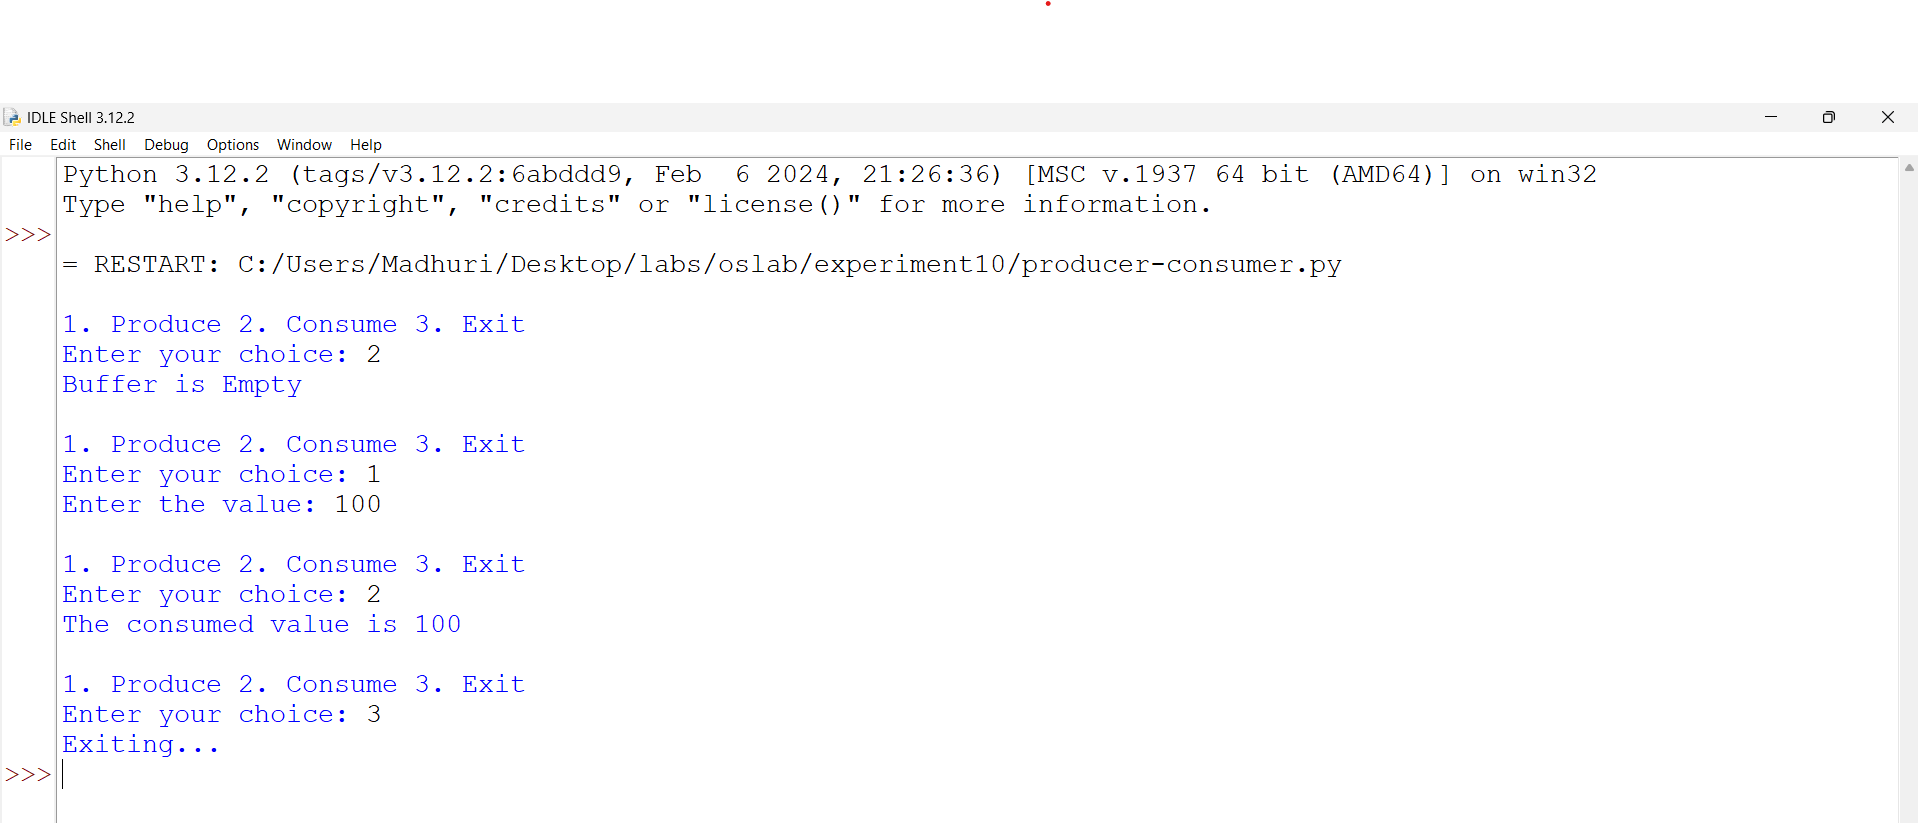 IDLE Shell 3.12.2
File Edit Shell Debug Options Window Help
Python 3.12.2 (tags/v3.12.2:6abddd9, Feb  6 2024, 21:26:36) [MSC v.1937 64 bit (AMD64)] on win32
Type "help", "copyright", "credits" or "license()" for more information.
>>>
= RESTART: C:/Users/Madhuri/Desktop/labs/oslab/experiment10/producer-consumer.py
1. Produce 2. Consume 3. Exit
Enter your choice: 2
Buffer is Empty
1. Produce 2. Consume 3. Exit
Enter your choice: 1
Enter the value: 100
1. Produce 2. Consume 3. Exit
Enter your choice: 2
The consumed value is 100
1. Produce 2. Consume 3. Exit
Enter your choice: 3
Exiting...
>>>